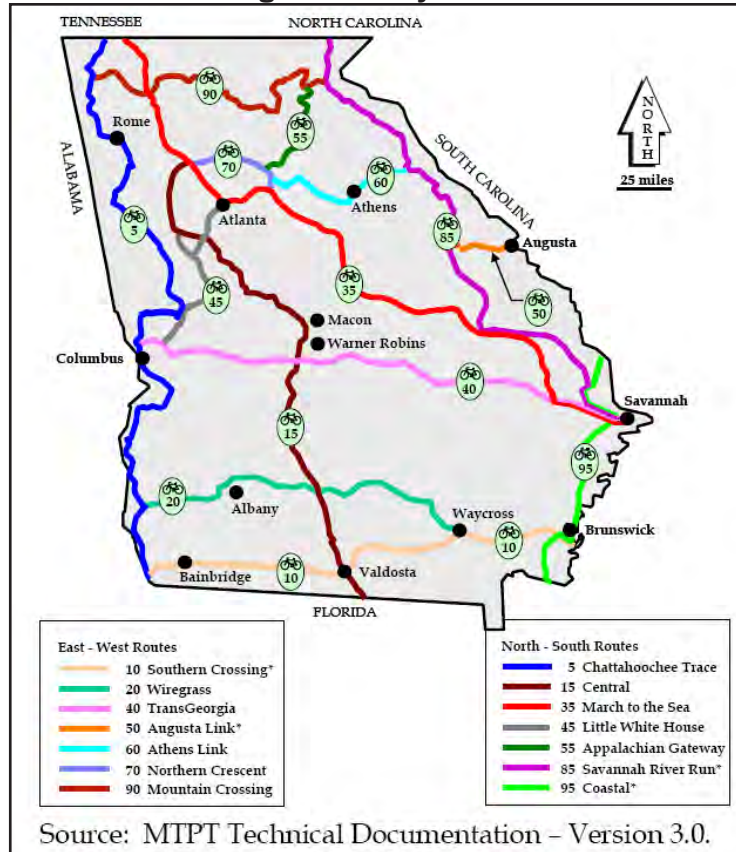 TENNESSEE
NORTH CAROLINA
90
Rome
55
NORTH
ALABAMA
SOUTH CAROLINA
70
60
25 miles
Athens
Atlanta
5
85
Augusta
35
45
50
Macon
Warner Robins
Columbus
40
Savannah
15
95
20
Albany
Waycross
10
Brunswick
Bainbridge
10
Valdosta
FLORIDA
East - West Routes
10 Southern Crossing*
20 Wiregrass
40 TransGeorgia
50 Augusta Link*
60 Athens Link
70 Northern Crescent
90 Mountain Crossing
North - South Routes
5 Chattahoochee Trace
15 Central
35 March to the Sea
45 Little White House
55 Appalachian Gateway
85 Savannah River Run*
95 Coastal*
Source: MTPT Technical Documentation – Version 3.0.